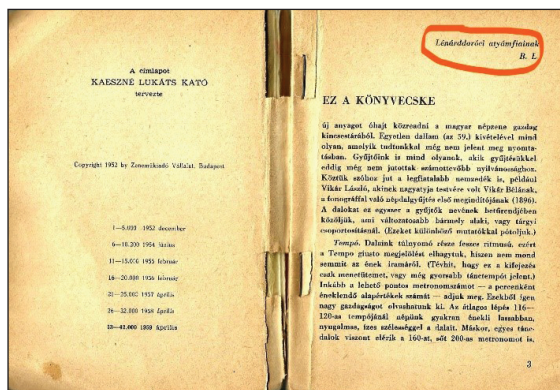 A címlapot
KAESZNÉ LUKÁTS KATÓ
tervezte
Copyright 1952 by Zeneműkiadó Vállalat, Budapest
1—5.000 1952 december
6—10.200 1954 június
11—15.000 1955 február
16—20.000 1956 február
21—25.000 1957 április
26—32.000 1958 április
33—42.000 1959 április
Lénárddaróci atyámfiainak
B. L.
EZ A KÖNYVECSKE
új anyagot óhajt közreadni a magyar népzene gazdag
kincsestárából. Egyetlen dallam (az 59.) kivételével mind
olyan, amelyik tudtunkkal még nem jelent meg nyomta-
tásban. Gyűjtőink is mind olyanok, akik gyűjtésükkel
eddig még nem jutottak számottevőbb nyilvánossághoz.
Köztük szóhoz jut a legfiatalabb nemzedék is, például
Vikár László, akinek nagyatyja testvére volt Vikár Bélának,
a fonográffal való népdalgyűjtés első megindítójának (1896).
A dalokat ez egyszer a gyűjtők nevének betűrendjében
közöljük, ami változatosabb bármely alaki, vagy tárgyi
csoportosításnál. (Ezeket különböző mutatókkal pótoljuk.)
Tempó. Dalaink túlnyomó része feszes ritmusú, ezért
a Tempo giusto megjelölést elhagytuk, hiszen nem mond
semmit az ének iramáról. (Tévhit, hogy ez a kifejezés
csak menetütemet, vagy még gyorsabb tánctempót jelent.)
Inkább a lehető pontos metronomszámot — a percenként
éneklendő alapértékek számát — adjuk meg. Ezekből igen
nagy gazdagságot olvashatunk ki. Az átlagos lépés 116—
120-as tempójánál népünk gyakran énekli lassabban,
nyugalmas, ízes szélességgel a dalait. Máskor, egyes tánc-
dalok viszont elérik a 160-at, sőt 200-as metronomot is.
3